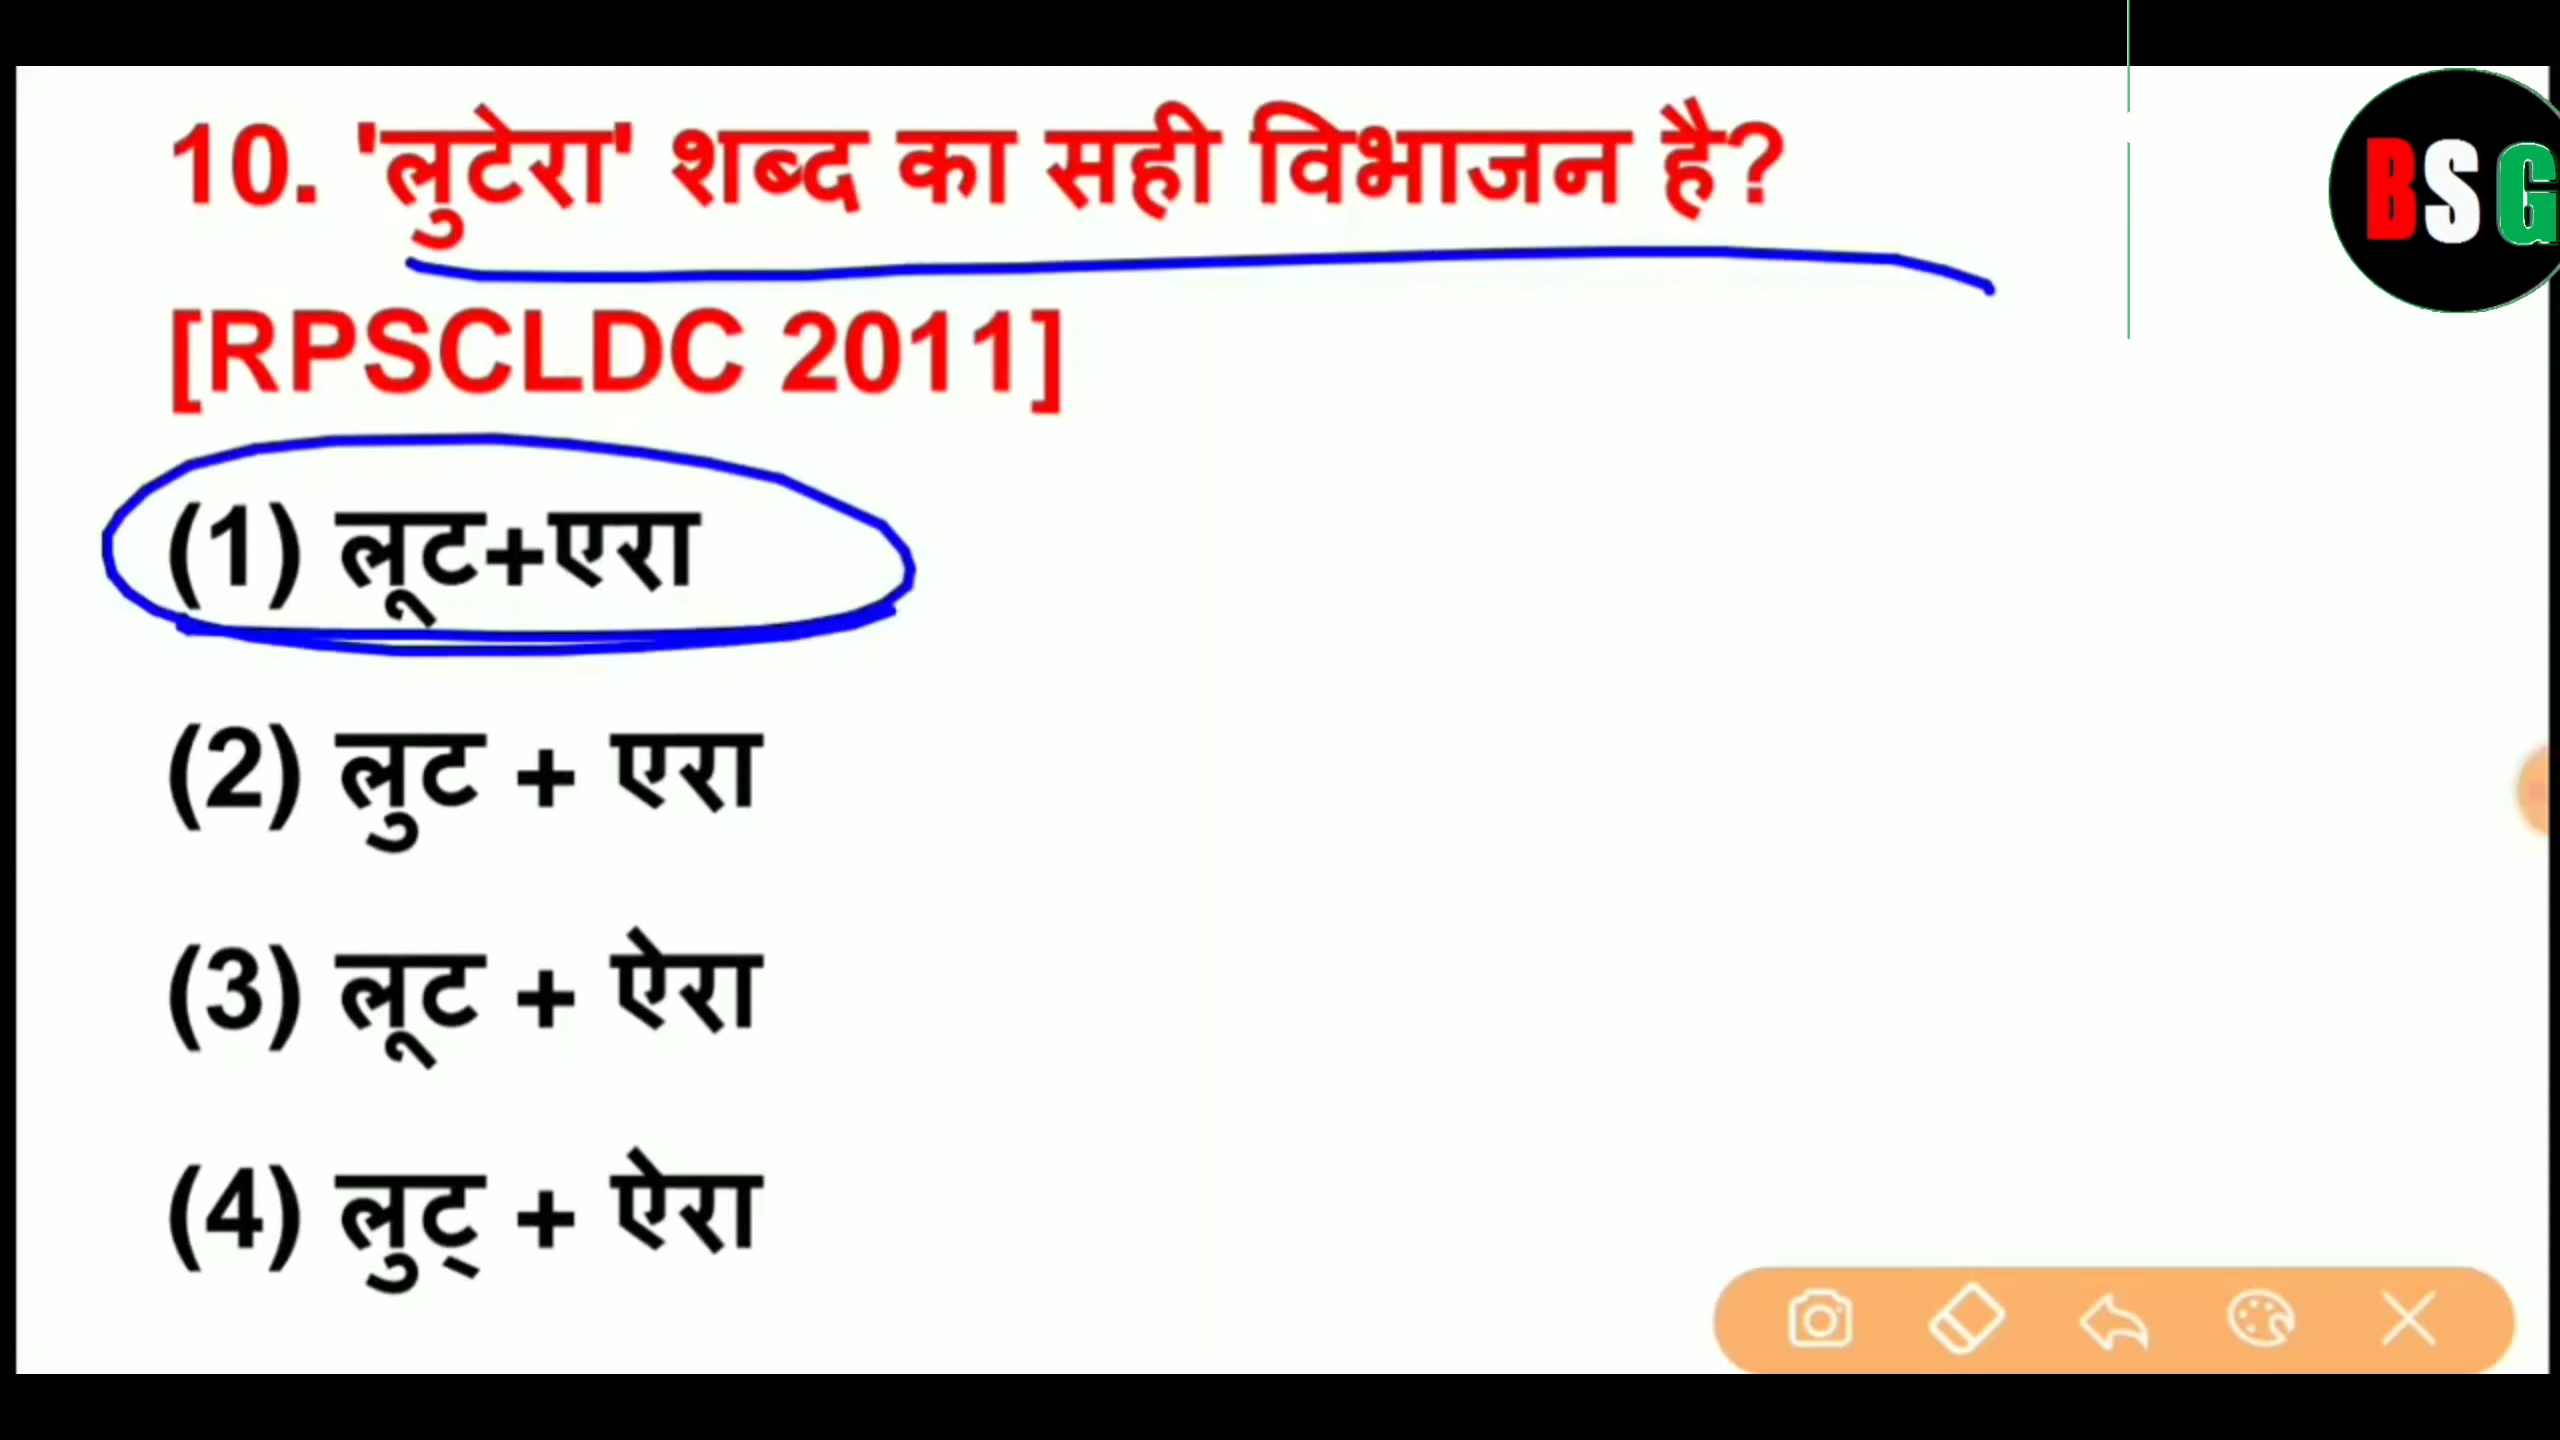 10. 'लुटेरा' शब्द का सही विभाजन है?
BSG
[RPSCLDC 2011]
(1) लूट+एरा
(2) लुट + एरा
(3) लूट + ऐरा
(4) लुट् + ऐरा